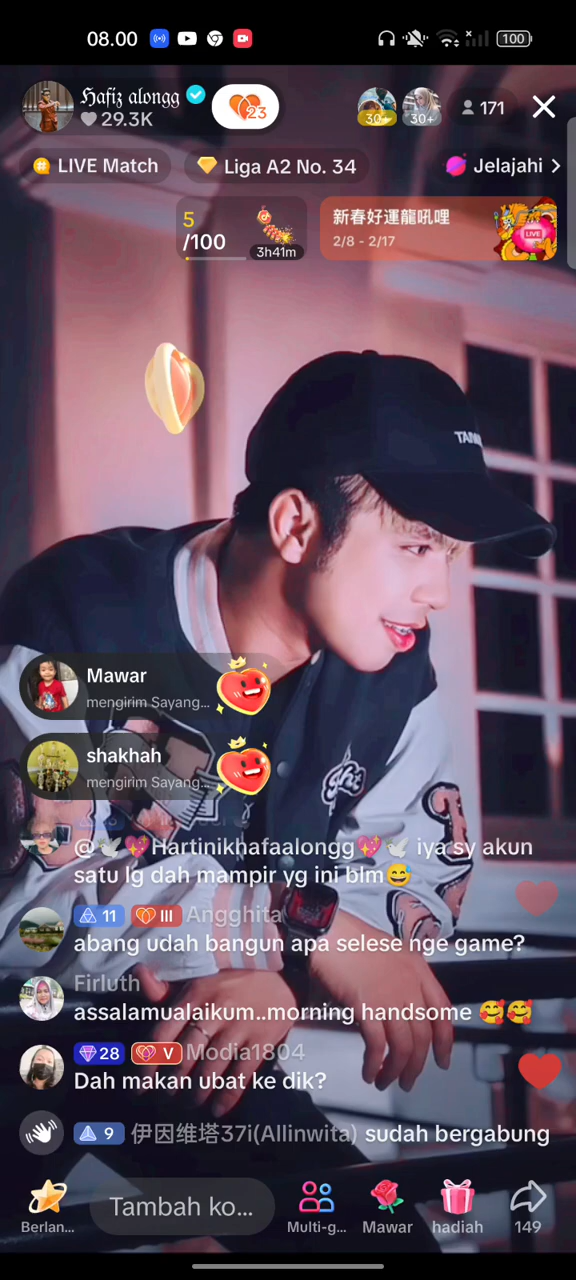 08.00
100
ℌ𝔞𝔣𝔦𝔷 𝔞𝔩𝔬𝔫𝔤𝔤
29.3K
23
30+
30+
171
LIVE Match
Liga A2 No. 34
Jelajahi
5
/100
3h41m
新春好運龍吼哩
2/8 - 2/17
LIVE
Mawar
mengirim Sayang...
shakhah
mengirim Sayang...
@🕊️💖Hartinikhafaalongg💖🕊️ iya sy akun
satu lg dah mampir yg ini blm😅
11 III Angghita
abang udah bangun apa selese nge game?
Firluth
assalamualaikum..morning handsome 🥰🥰
28 V Modia1804
Dah makan ubat ke dik?
9 伊因维塔37i(Allinwita) sudah bergabung
Berlan...
Tambah ko...
Multi-g...
Mawar
hadiah
149